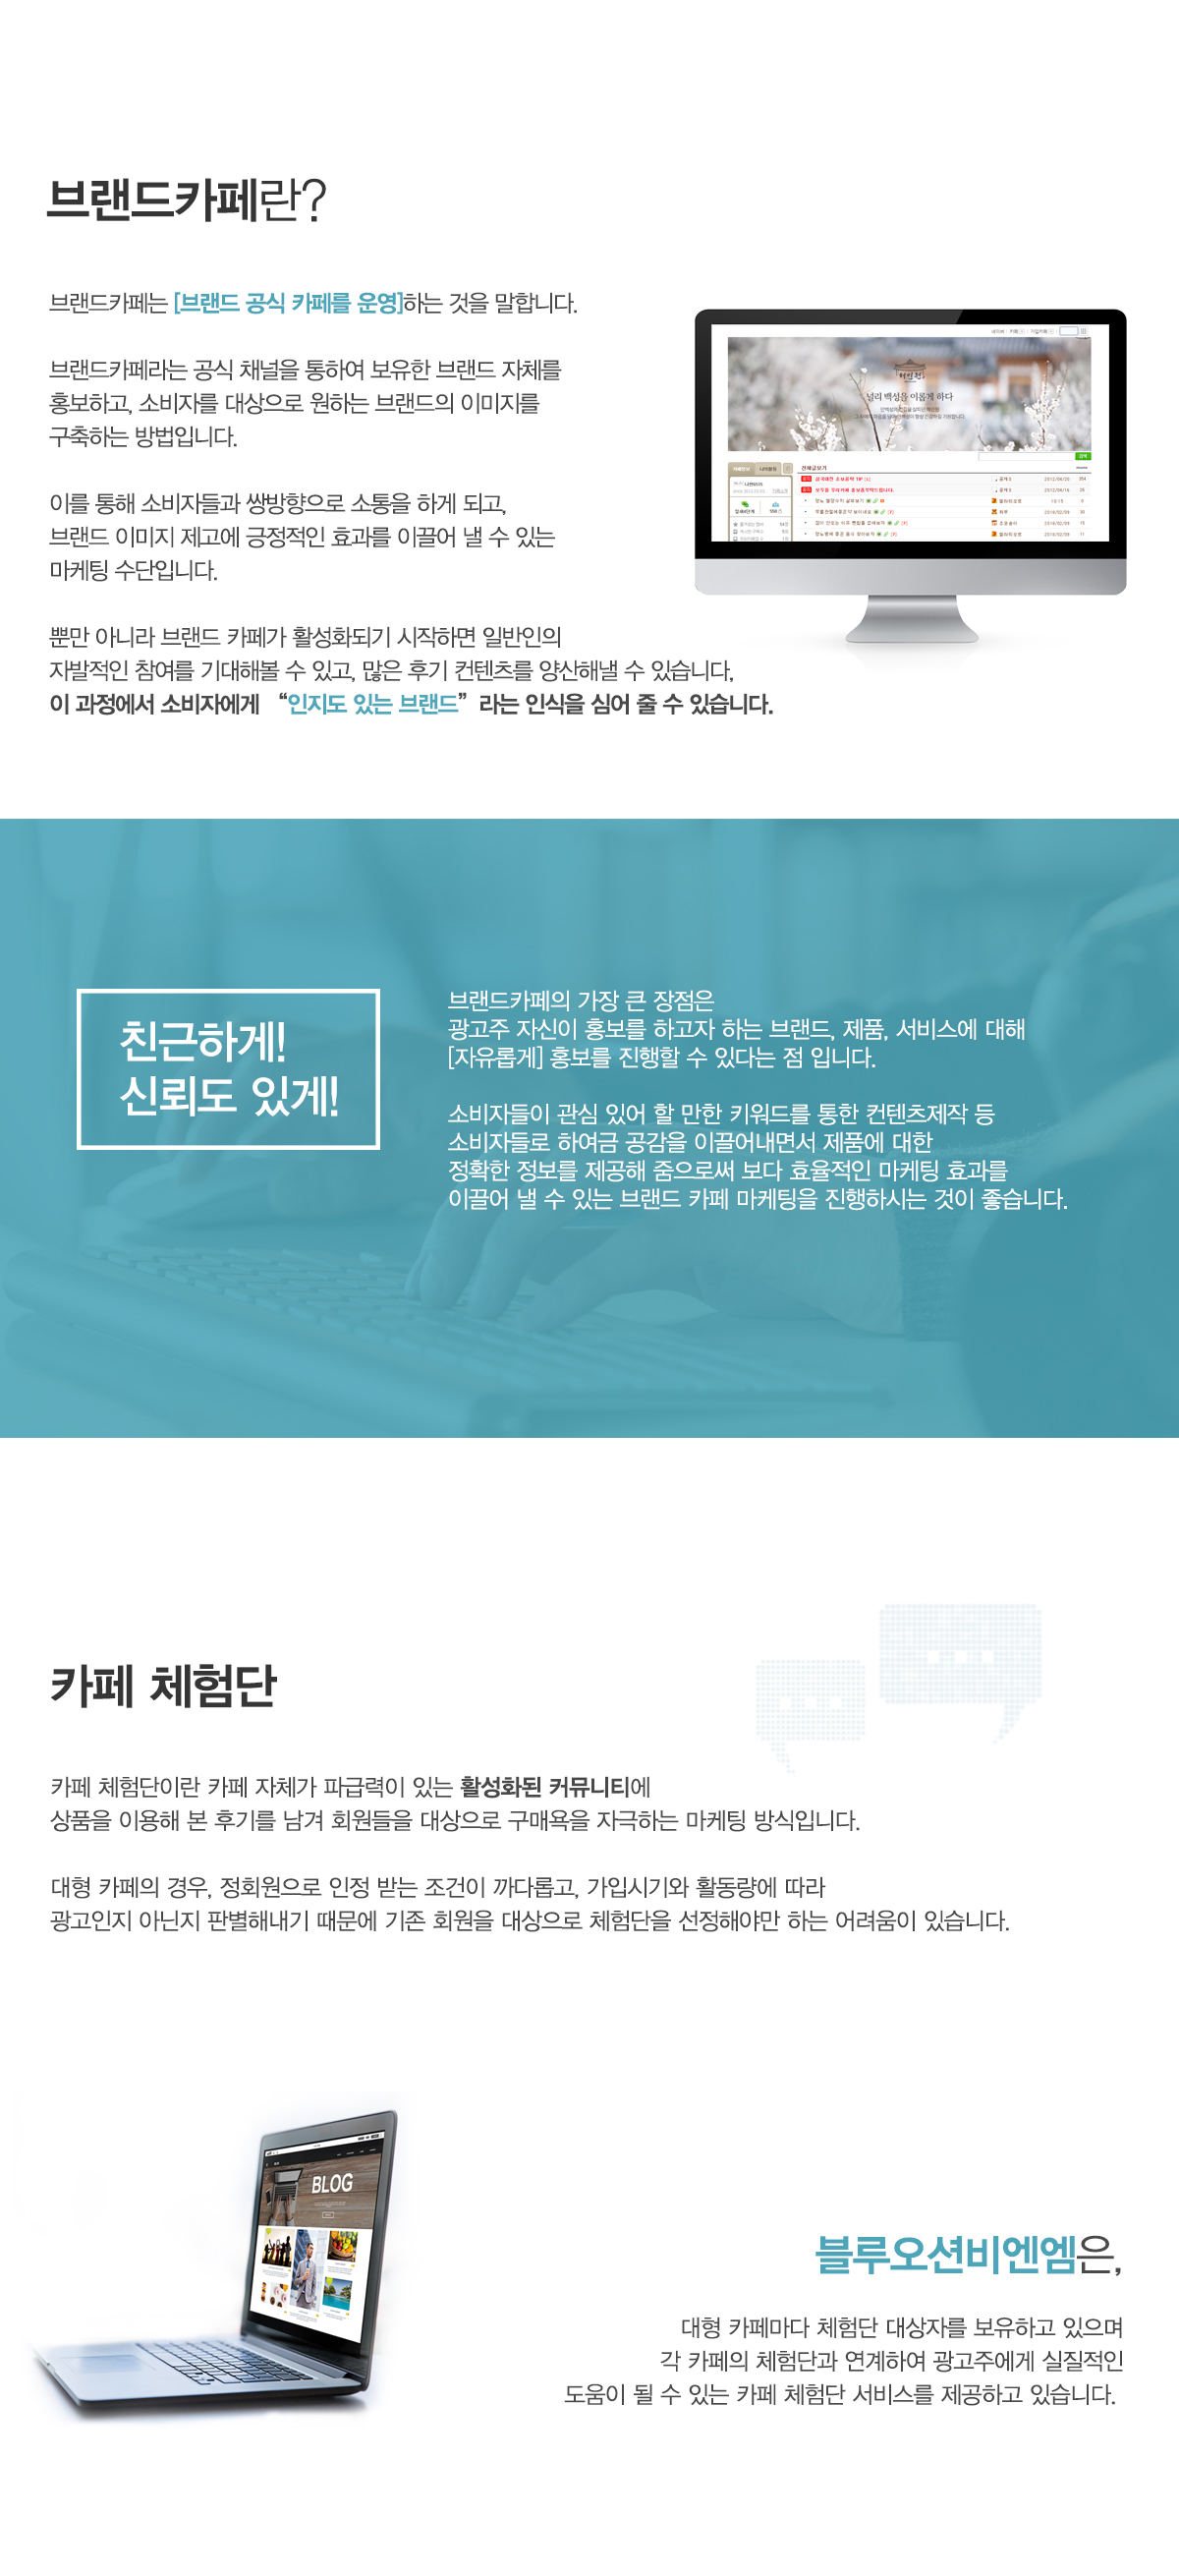 브랜드카페란?
브랜드카페는 [브랜드 공식 카페를 운영]하는 것을 말합니다.
브랜드카페라는 공식 채널을 통하여 보유한 브랜드 자체를
홍보하고, 소비자를 대상으로 원하는 브랜드의 이미지를
구축하는 방법입니다.
이를 통해 소비자들과 쌍방향으로 소통을 하게 되고,
브랜드 이미지 제고에 긍정적인 효과를 이끌어 낼 수 있는
마케팅 수단입니다.
뿐만 아니라 브랜드 카페가 활성화되기 시작하면 일반인의
자발적인 참여를 기대해볼 수 있고, 많은 후기 컨텐츠를 양산해낼 수 있습니다,
이 과정에서 소비자에게 “인지도 있는 브랜드” 라는 인식을 심어 줄 수 있습니다.
널리 백성을 이롭게 하다
전체글보기
검색
친근하게!
신뢰도 있게!
브랜드카페의 가장 큰 장점은
광고주 자신이 홍보를 하고자 하는 브랜드, 제품, 서비스에 대해
[자유롭게] 홍보를 진행할 수 있다는 점 입니다.
소비자들이 관심 있어 할 만한 키워드를 통한 컨텐츠제작 등
소비자들로 하여금 공감을 이끌어내면서 제품에 대한
정확한 정보를 제공해 줌으로써 보다 효율적인 마케팅 효과를
이끌어 낼 수 있는 브랜드 카페 마케팅을 진행하시는 것이 좋습니다.
카페 체험단
카페 체험단이란 카페 자체가 파급력이 있는 활성화된 커뮤니티에
상품을 이용해 본 후기를 남겨 회원들을 대상으로 구매욕을 자극하는 마케팅 방식입니다.
대형 카페의 경우, 정회원으로 인정 받는 조건이 까다롭고, 가입시기와 활동량에 따라
광고인지 아닌지 판별해내기 때문에 기존 회원을 대상으로 체험단을 선정해야만 하는 어려움이 있습니다.
BLOG
블루오션비엔엠은,
대형 카페마다 체험단 대상자를 보유하고 있으며
각 카페의 체험단과 연계하여 광고주에게 실질적인
도움이 될 수 있는 카페 체험단 서비스를 제공하고 있습니다.